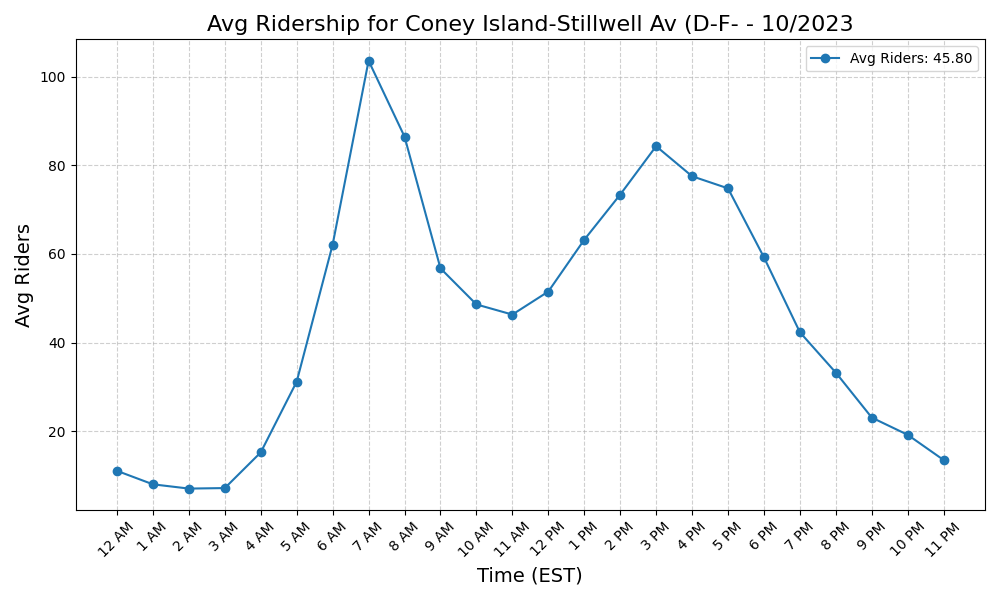 Avg Ridership for Coney Island-Stillwell Av (D-F- - 10/2023
Avg Riders: 45.80
Avg Riders
100
80
60
40
20
12 AM
1 AM
2 AM
3 AM
4 AM
5 AM
6 AM
7 AM
8 AM
9 AM
10 AM
11 AM
12 PM
1 PM
2 PM
3 PM
4 PM
5 PM
6 PM
7 PM
8 PM
9 PM
10 PM
11 PM
Time (EST)